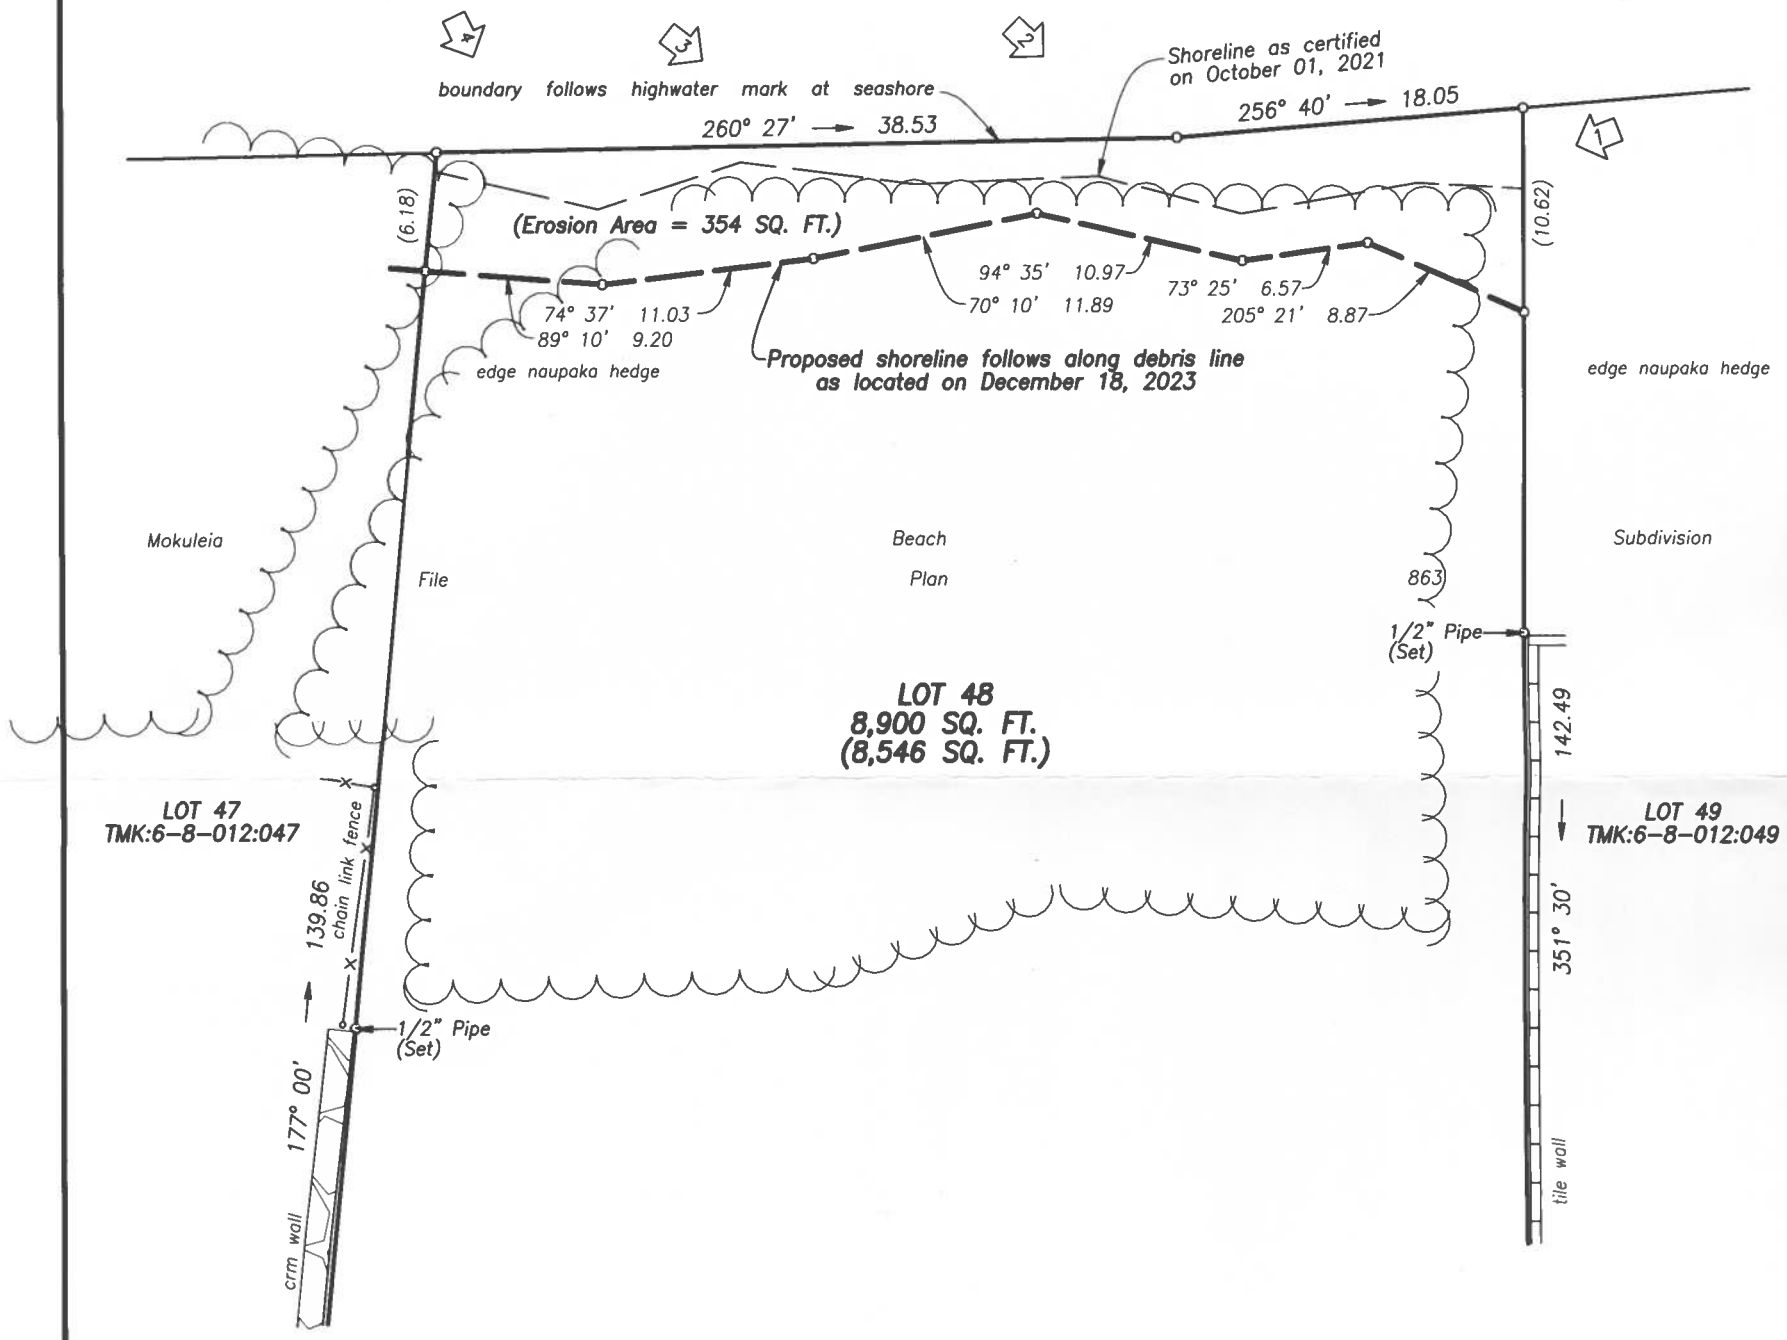 4
3
2
Shoreline as certified
on October 01, 2021
boundary follows highwater mark at seashore
256° 40' 18.05
260° 27' 38.53
1
(6.18)
(10.62)
(Erosion Area = 354 SQ. FT.)
94° 35' 10.97
73° 25' 6.57
70° 10' 11.89
74° 37' 11.03
205° 21' 8.87
89° 10' 9.20
Proposed shoreline follows along debris line
as located on December 18, 2023
edge naupaka hedge
edge naupaka hedge
Mokuleia
Beach
Subdivision
File
Plan
863
1/2" Pipe
(Set)
LOT 48
8,900 SQ. FT.
(8,546 SQ. FT.)
LOT 47
TMK:6-8-012:047
LOT 49
TMK:6-8-012:049
chain link fence
177° 00' 139.86
351° 30' 142.49
1/2" Pipe
(Set)
crm wall
tile wall